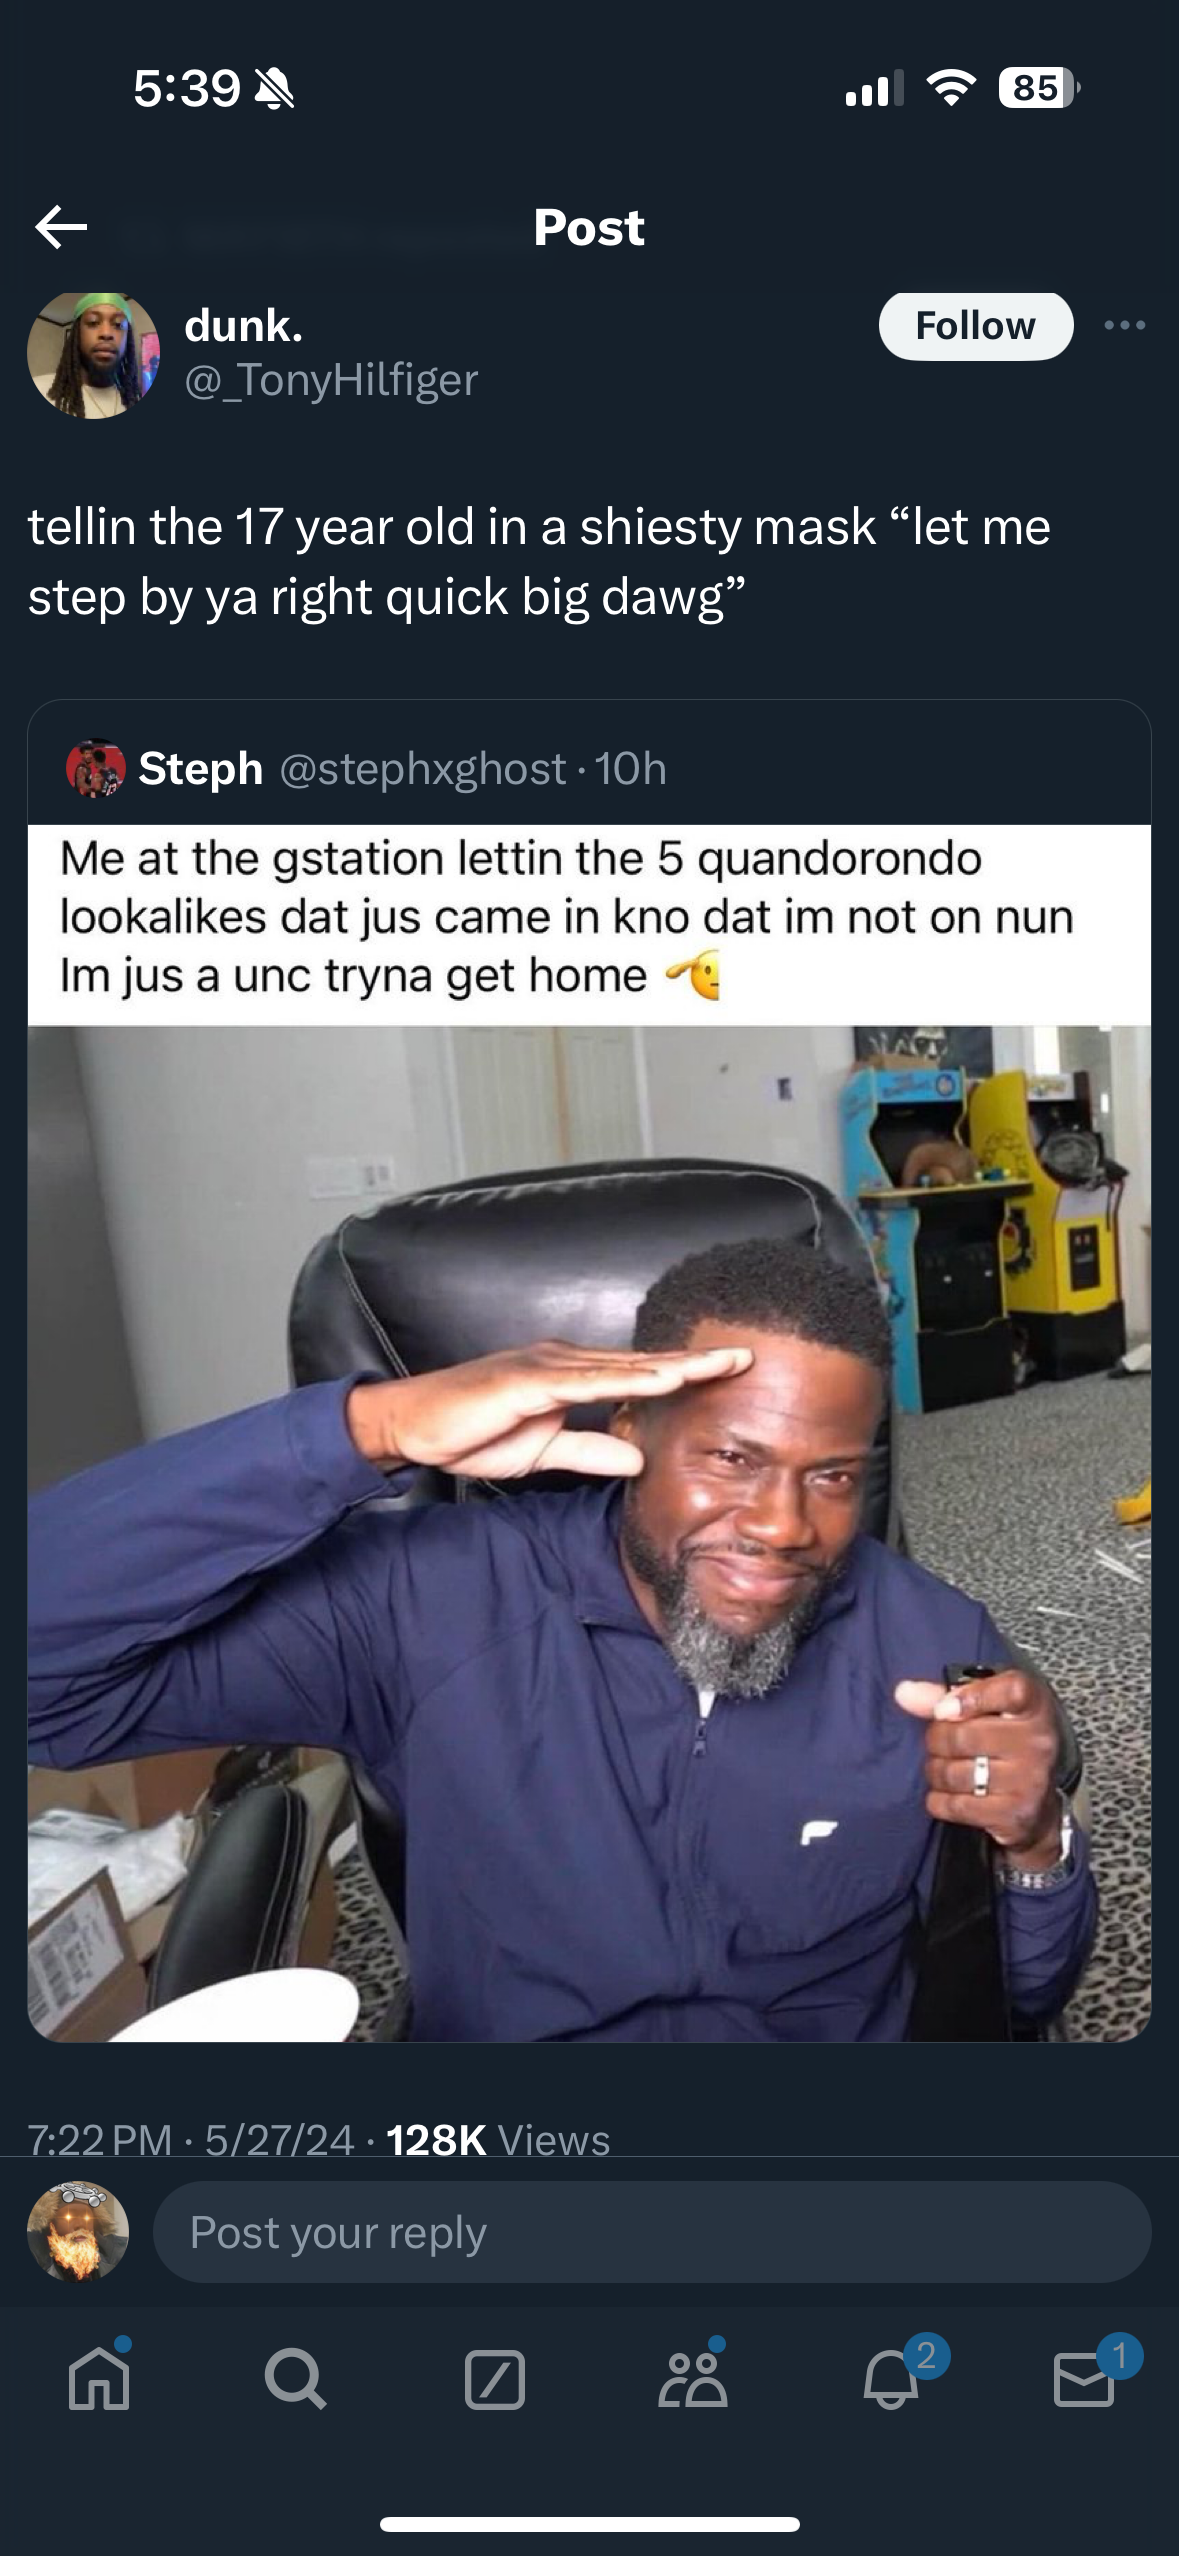 5:39
85
Post
dunk.
Follow
@_TonyHilfiger
tellin the 17 year old in a shiesty mask “let me
step by ya right quick big dawg”
Steph @stephxghost · 10h
Me at the gstation lettin the 5 quandorondo
lookalikes dat jus came in kno dat im not on nun
Im jus a unc tryna get home
7:22 PM · 5/27/24 · 128K Views
Post your reply
2
1